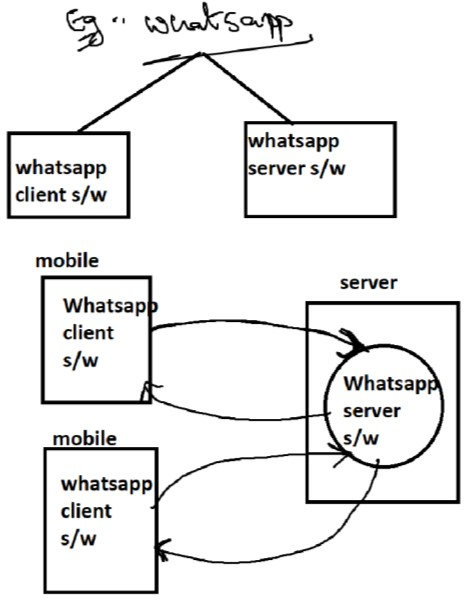 Eg :- whatsapp
whatsapp
client s/w
whatsapp
server s/w
mobile
Whatsapp
client
s/w
server
Whatsapp
server
s/w
mobile
whatsapp
client
s/w